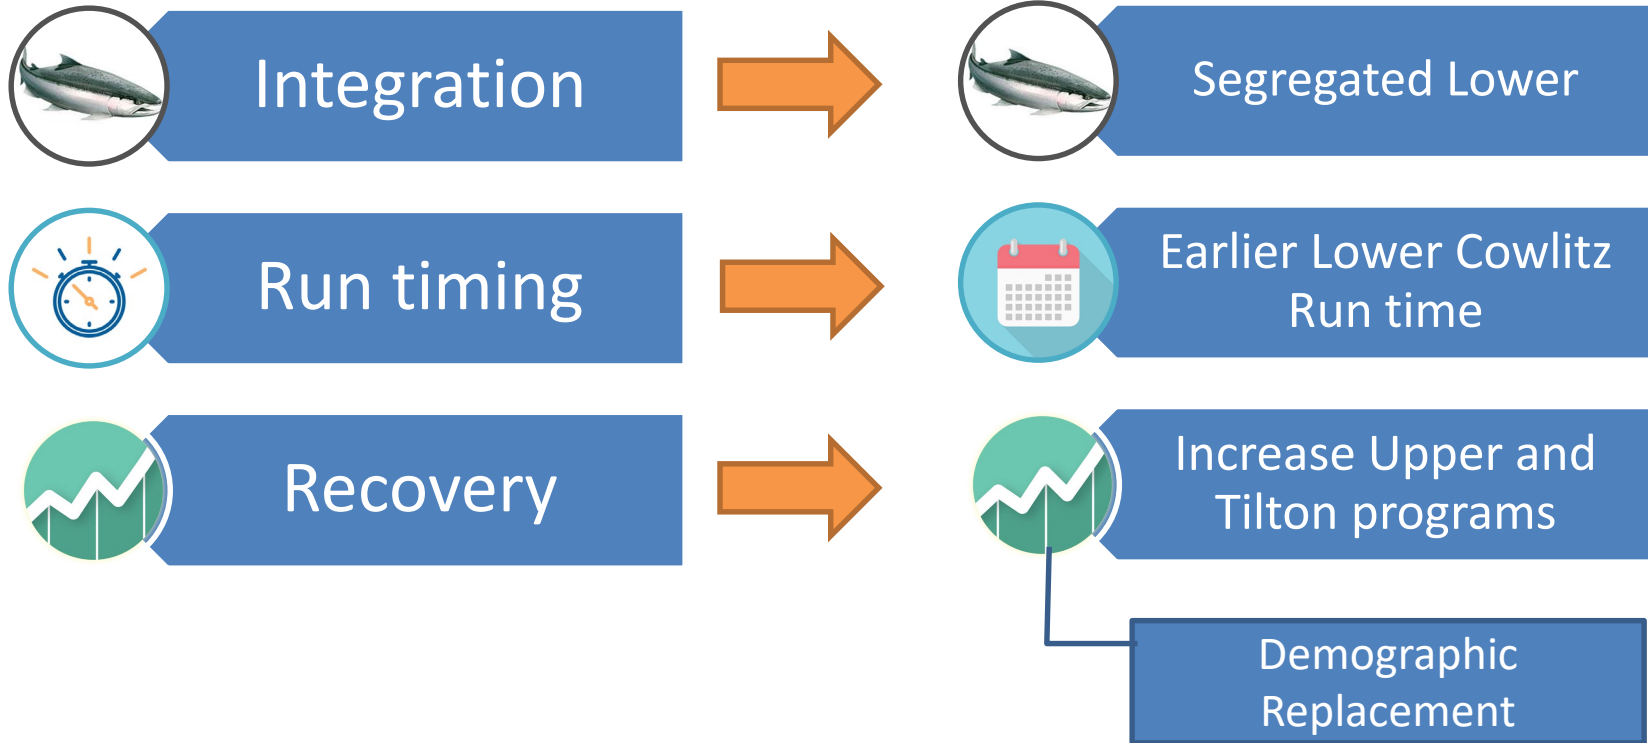 Integration
Segregated Lower
Run timing
Earlier Lower Cowlitz
Run time
Recovery
Increase Upper and
Tilton programs
Demographic
Replacement